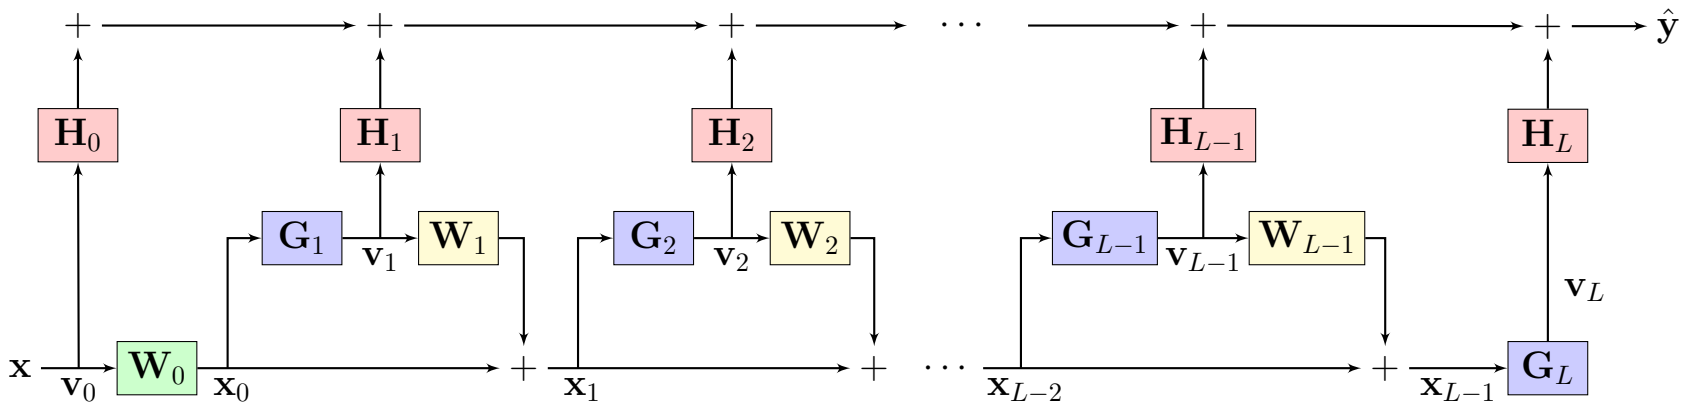 + + + ⋯ + + ŷ
H₀ H₁ H₂ H_{L−1} H_L
G₁ W₁ G₂ W₂ G_{L−1} W_{L−1}
v₁ v₂ v_{L−1}
v_L
x W₀ + + ⋯ + G_L
v₀ x₀ x₁ x_{L−2} x_{L−1}